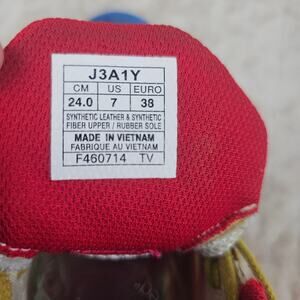 J3A1Y
CM US EURO
24.0 7 38
SYNTHETIC LEATHER & SYNTHETIC
FIBER UPPER / RUBBER SOLE
MADE IN VIETNAM
FABRIQUE AU VIETNAM
F460714 TV